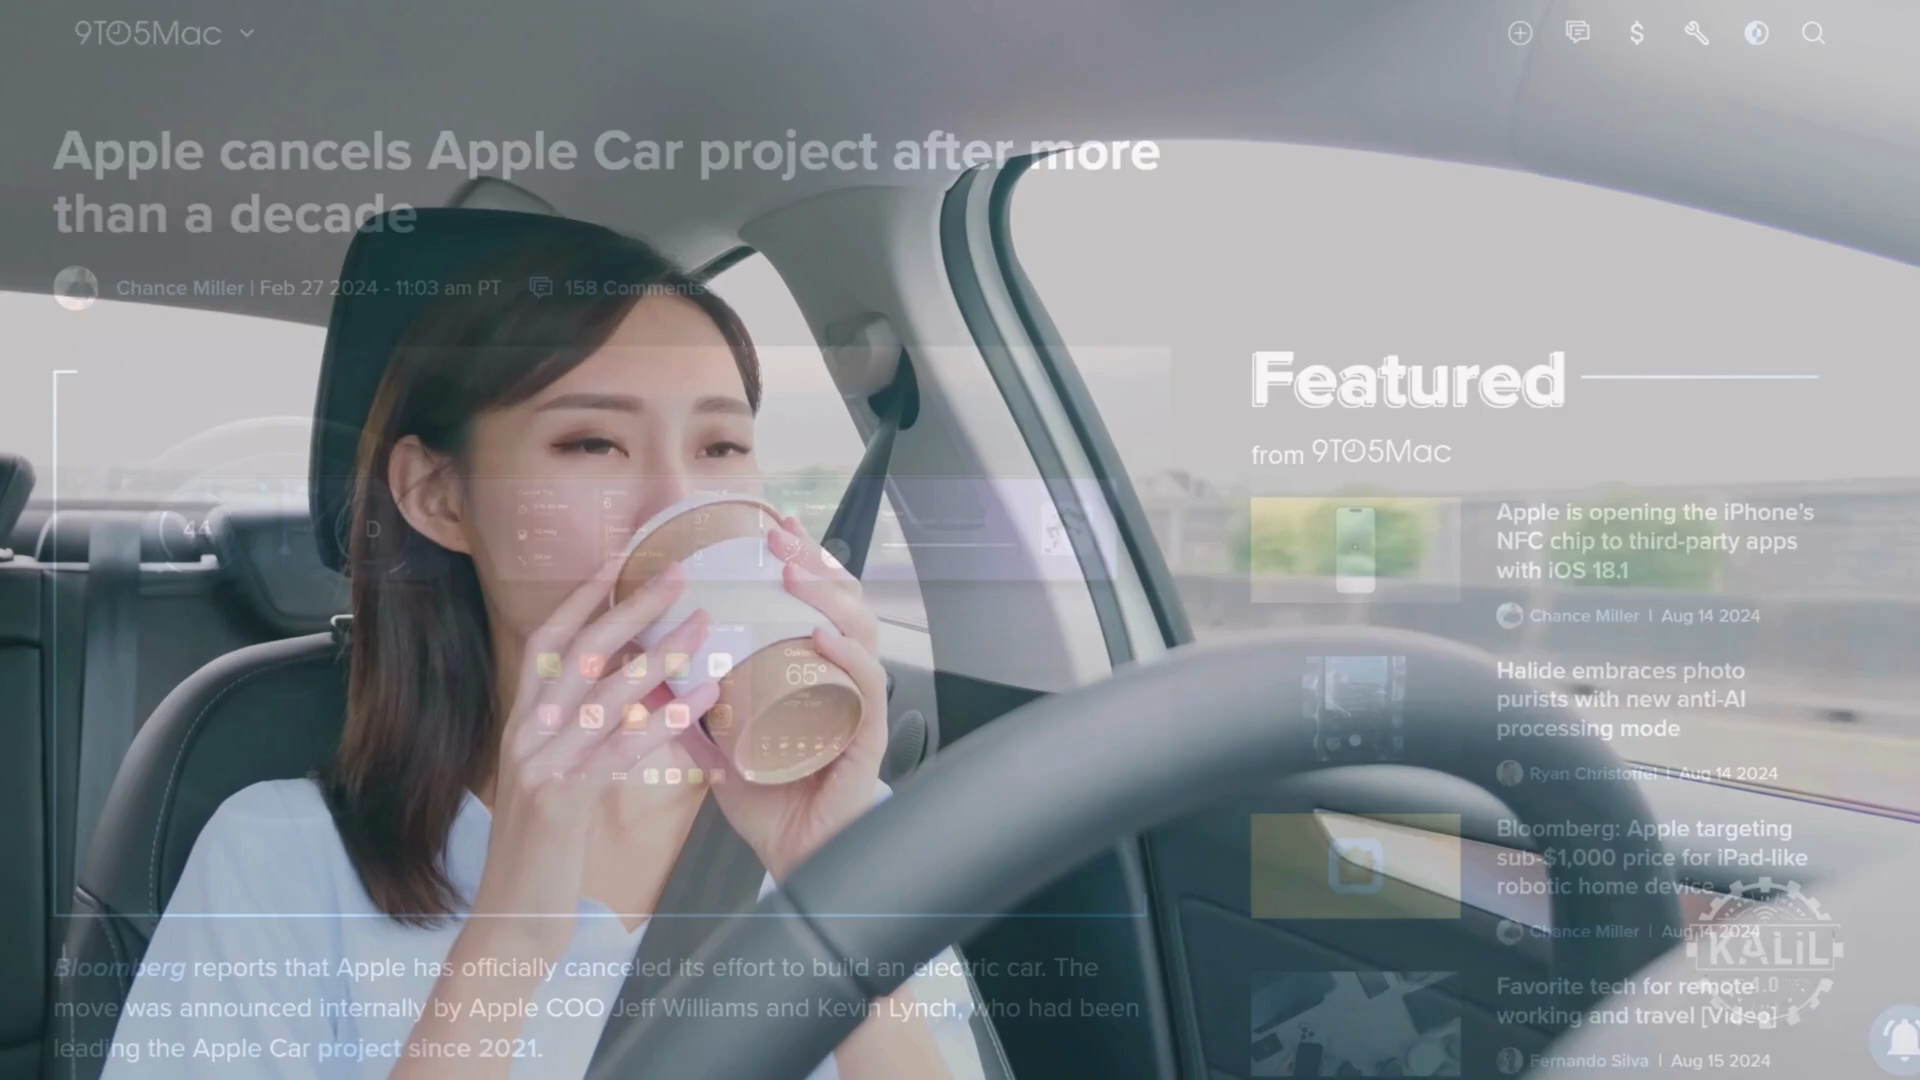 9TO5Mac
Apple cancels Apple Car project after more
than a decade
Chance Miller | Feb 27 2024 - 11:03 am PT 158 Comments
Featured
from 9TO5Mac
44
D
6
37
Apple is opening the iPhone's
NFC chip to third-party apps
with iOS 18.1
Chance Miller | Aug 14 2024
65°
Halide embraces photo
purists with new anti-AI
processing mode
Ryan Christoffel | Aug 14 2024
Bloomberg: Apple targeting
sub-$1,000 price for iPad-like
robotic home device
Chance Miller | Aug 14 2024
KALiL
4.0
Bloomberg reports that Apple has officially canceled its effort to build an electric car. The
move was announced internally by Apple COO Jeff Williams and Kevin Lynch, who had been
leading the Apple Car project since 2021.
Favorite tech for remote
working and travel [Video]
Fernando Silva | Aug 15 2024